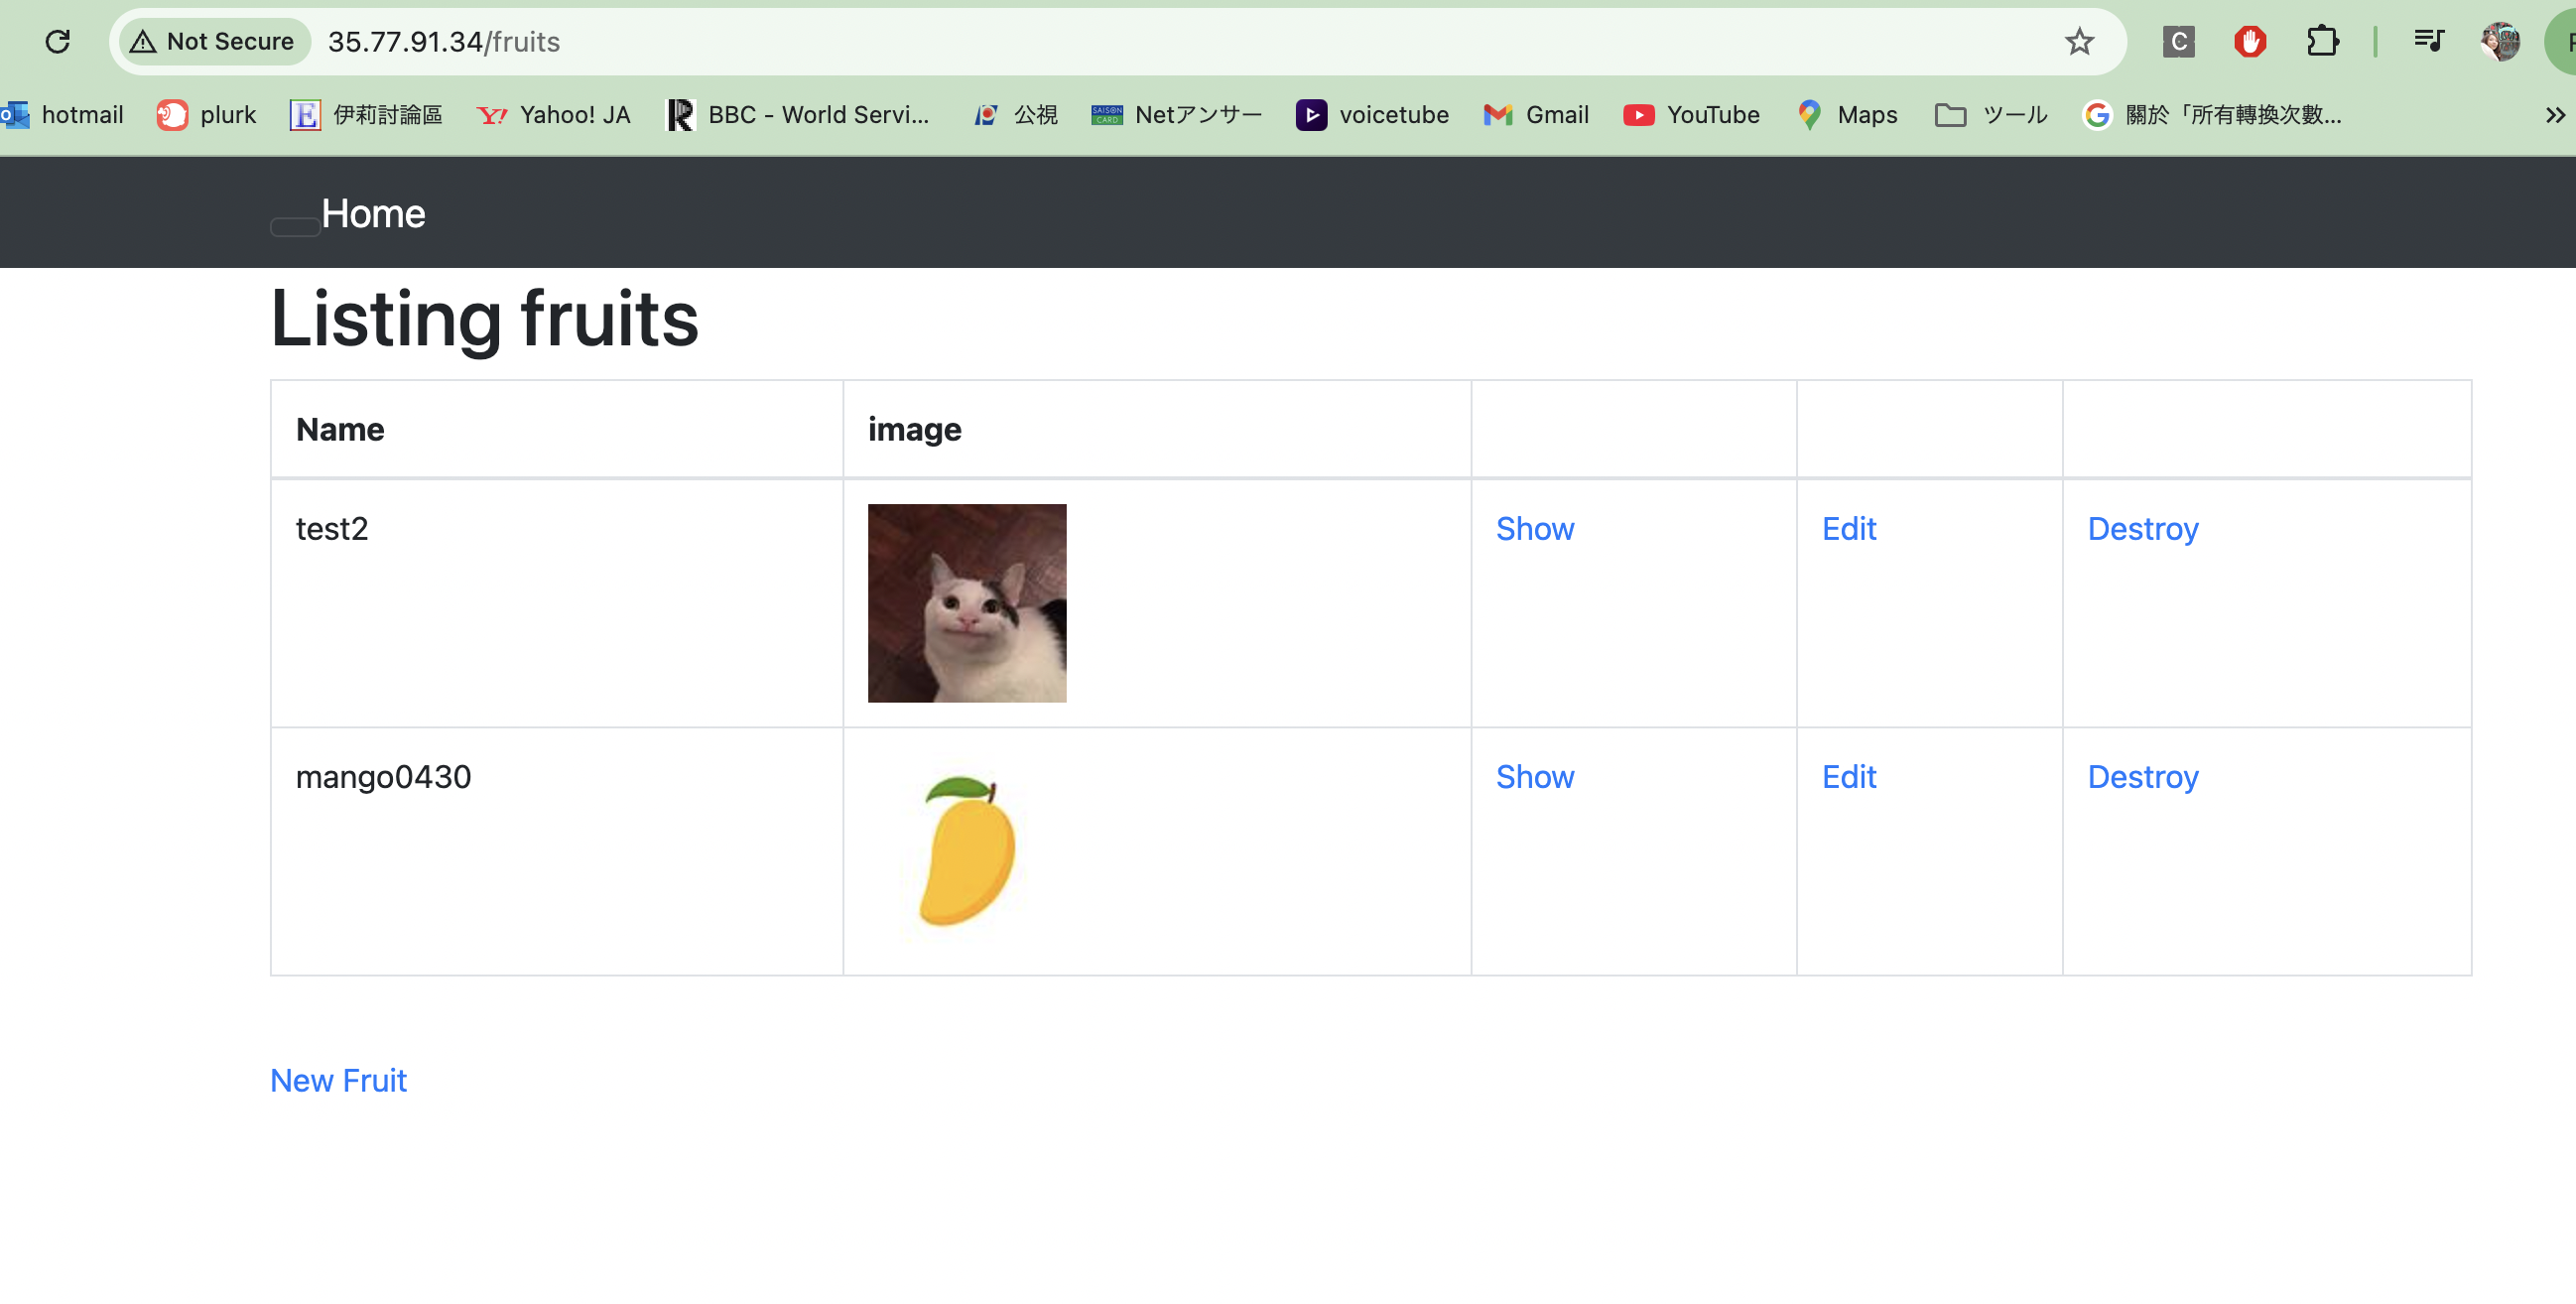 Not Secure 35.77.91.34/fruits C
hotmail plurk E 伊莉討論區 Y! Yahoo! JA BBC - World Servi... 公視 SAISON CARD Netアンサー voicetube Gmail YouTube Maps ツール G 關於「所有轉換次數...
Home
Listing fruits
Name image
test2 Show Edit Destroy
mango0430 Show Edit Destroy
New Fruit